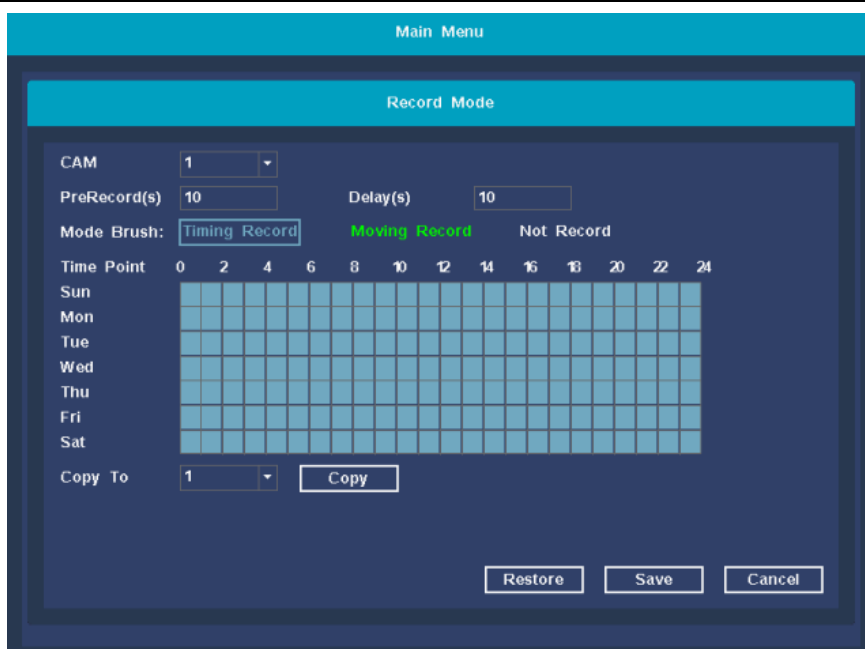 Main Menu
Record Mode
CAM 1
PreRecord(s) 10 Delay(s) 10
Mode Brush: Timing Record Moving Record Not Record
Time Point 0 2 4 6 8 10 12 14 16 18 20 22 24
Sun
Mon
Tue
Wed
Thu
Fri
Sat
Copy To 1 Copy
Restore Save Cancel